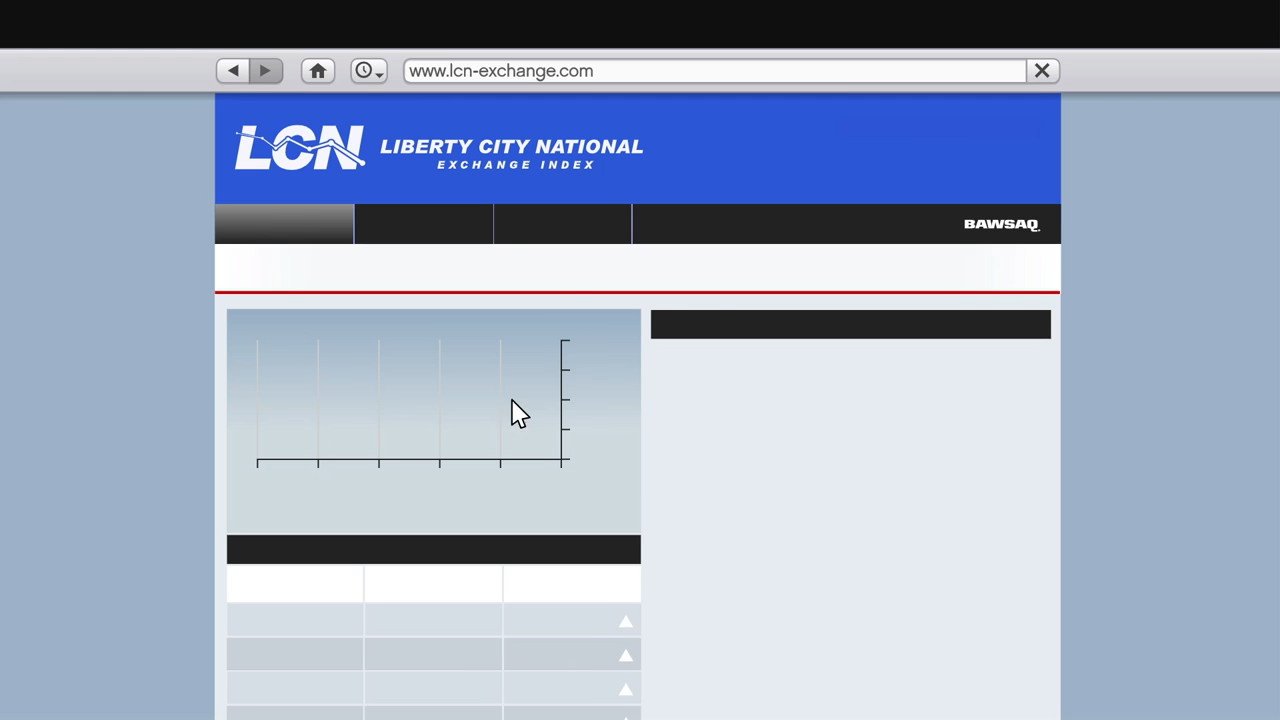 www.lcn-exchange.com
LCN
LIBERTY CITY NATIONAL
EXCHANGE INDEX
BAWSAQ